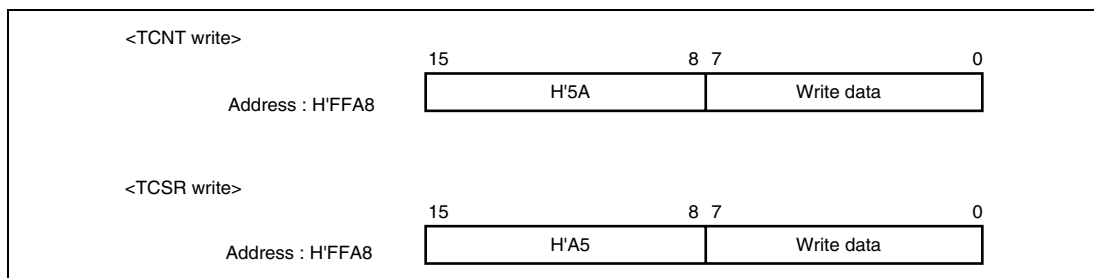 <TCNT write>
15 8 7 0
Address : H'FFA8 H'5A Write data
<TCSR write>
15 8 7 0
Address : H'FFA8 H'A5 Write data